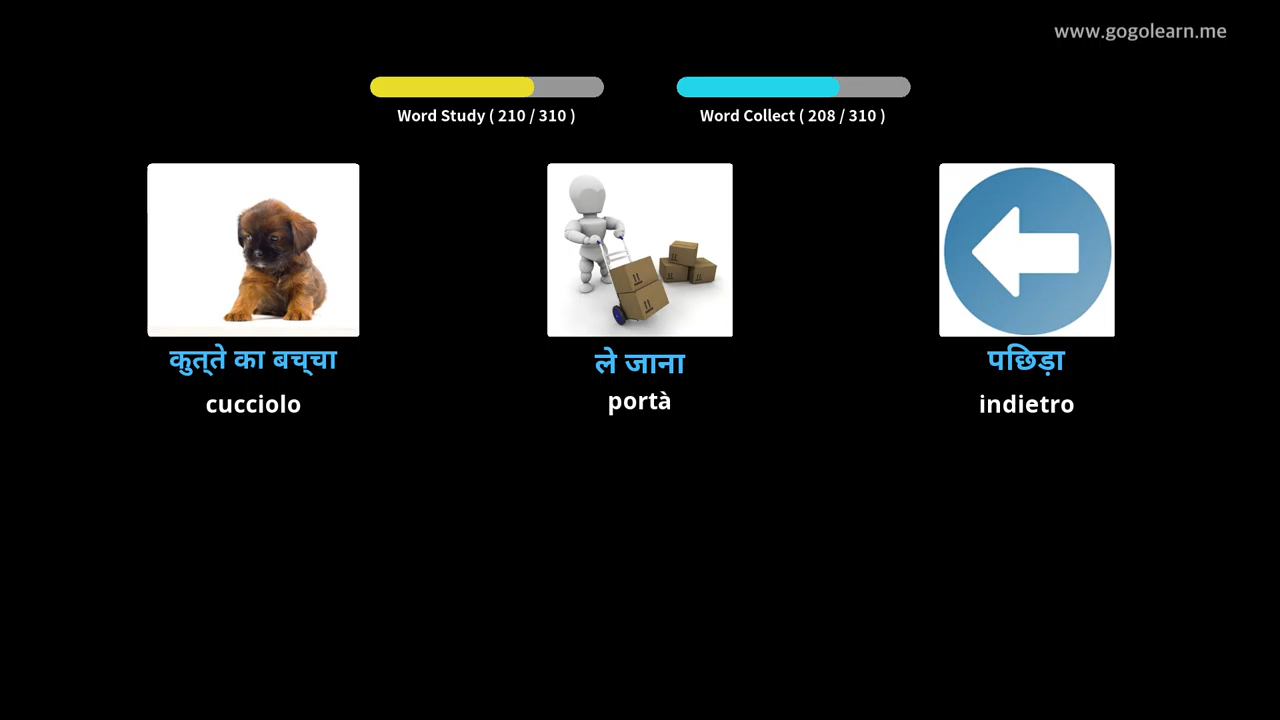 www.gogolearn.me
Word Study ( 210 / 310 )
Word Collect ( 208 / 310 )
कुत्ते का बच्चा
ले जाना
पछिड़ा
cucciolo
portà
indietro